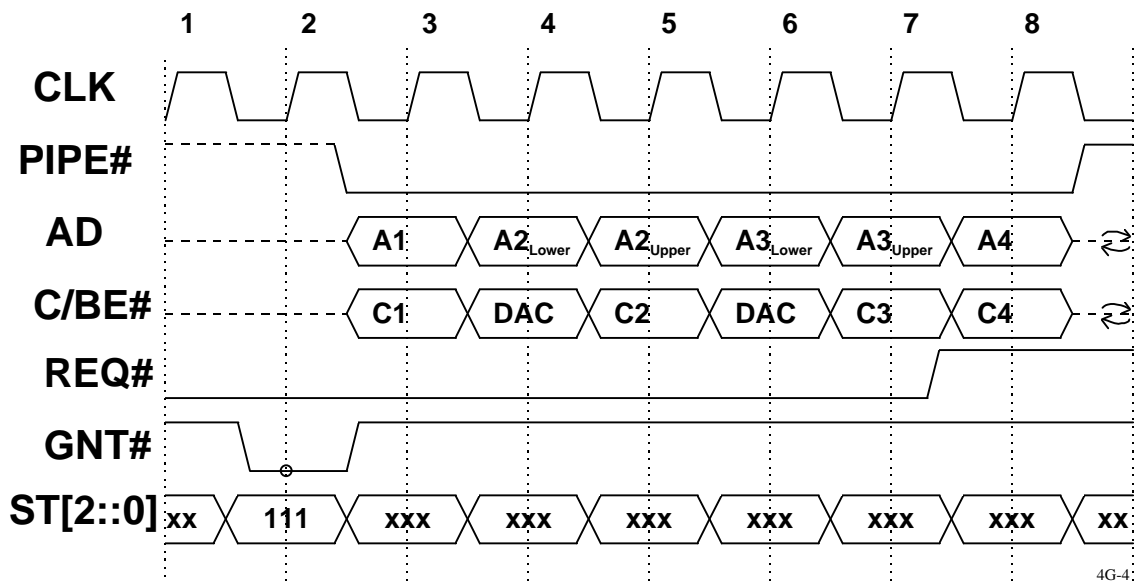 1 2 3 4 5 6 7 8
CLK
PIPE#
AD A1 A2Lower A2Upper A3Lower A3Upper A4
C/BE# C1 DAC C2 DAC C3 C4
REQ#
GNT#
ST[2::0] xx 111 xxx xxx xxx xxx xxx xxx xx
4G-4